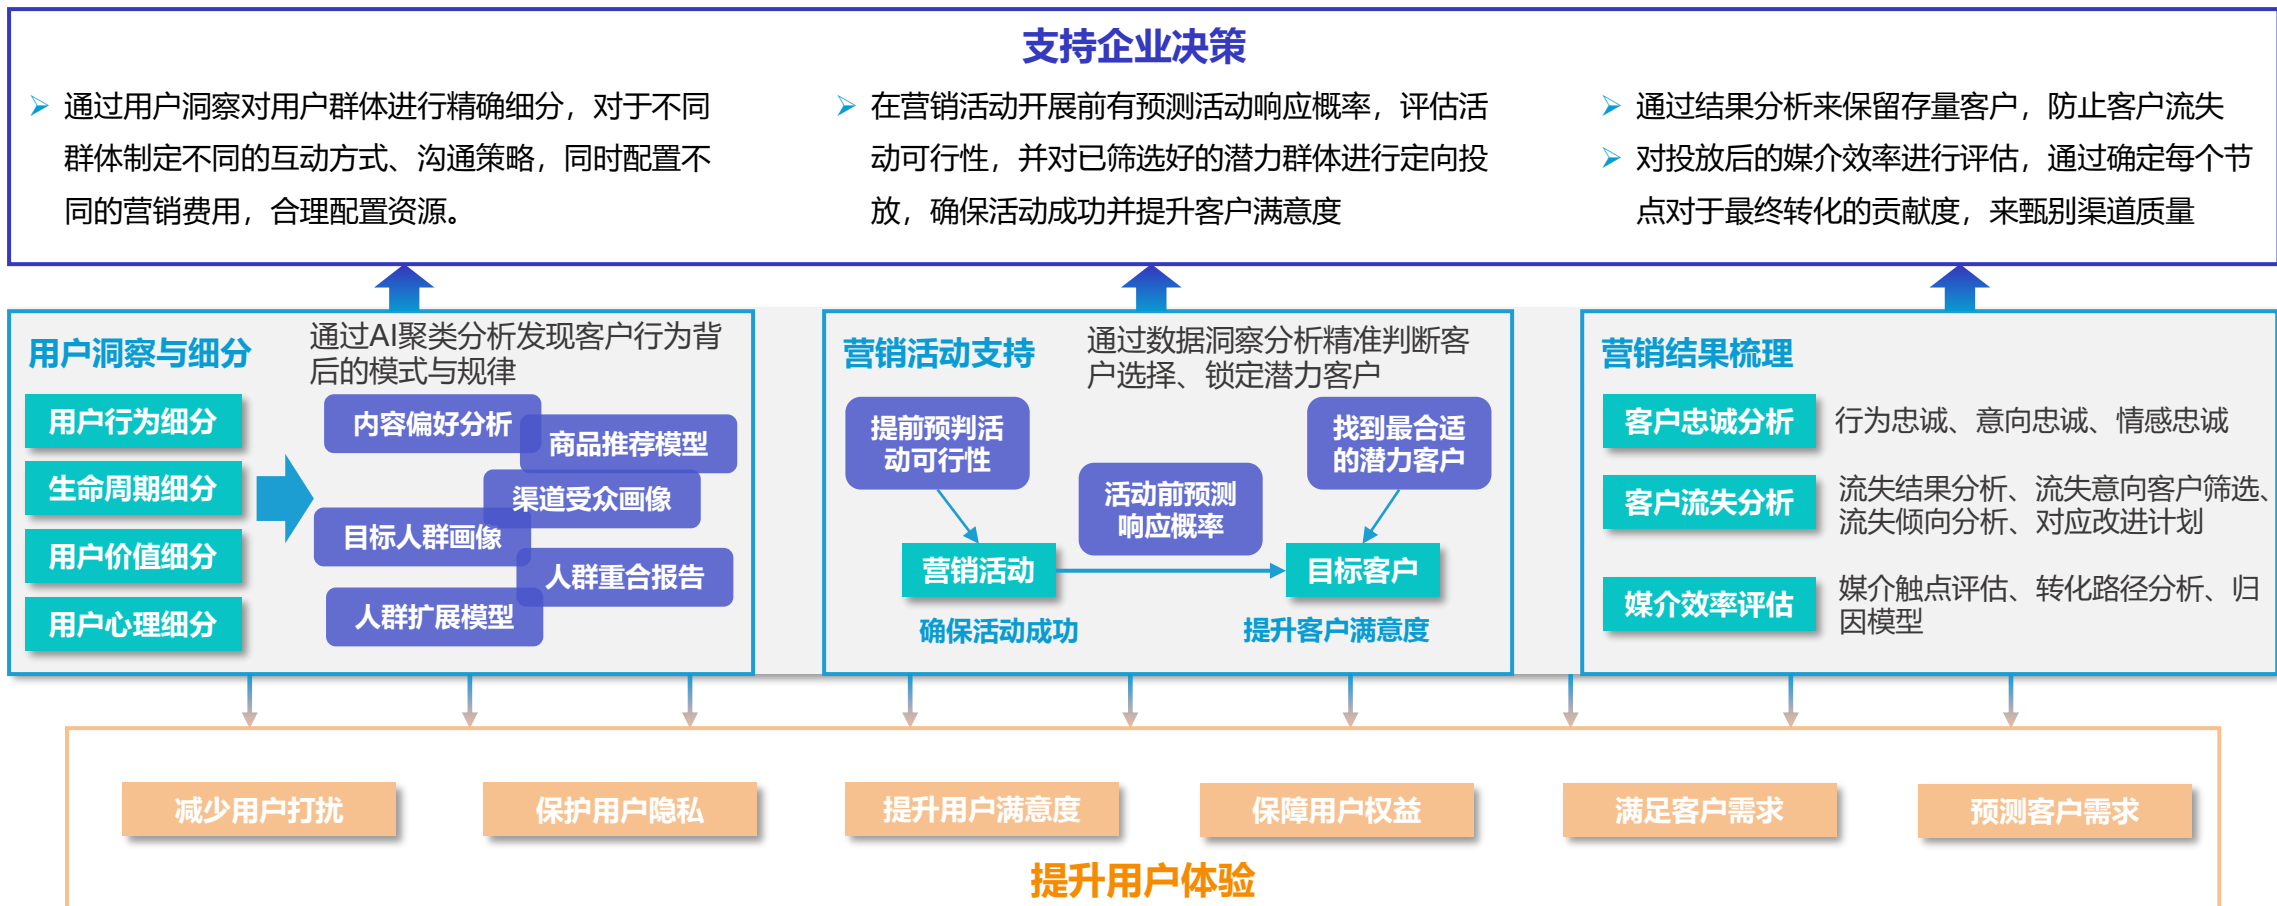 支持企业决策
通过用户洞察对用户群体进行精确细分，对于不同
群体制定不同的互动方式、沟通策略，同时配置不
同的营销费用，合理配置资源。
在营销活动开展前有预测活动响应概率，评估活
动可行性，并对已筛选好的潜力群体进行定向投
放，确保活动成功并提升客户满意度
通过结果分析来保留存量客户，防止客户流失
对投放后的媒介效率进行评估，通过确定每个节
点对于最终转化的贡献度，来甄别渠道质量
用户洞察与细分
通过AI聚类分析发现客户行为背
后的模式与规律
用户行为细分
生命周期细分
用户价值细分
用户心理细分
内容偏好分析
商品推荐模型
渠道受众画像
目标人群画像
人群重合报告
人群扩展模型
营销活动支持
通过数据洞察分析精准判断客
户选择、锁定潜力客户
提前预判活
动可行性
活动前预测
响应概率
找到最合适
的潜力客户
营销活动
目标客户
确保活动成功
提升客户满意度
营销结果梳理
客户忠诚分析
行为忠诚、意向忠诚、情感忠诚
客户流失分析
流失结果分析、流失意向客户筛选、
流失倾向分析、对应改进计划
媒介效率评估
媒介触点评估、转化路径分析、归
因模型
减少用户打扰
保护用户隐私
提升用户满意度
保障用户权益
满足客户需求
预测客户需求
提升用户体验